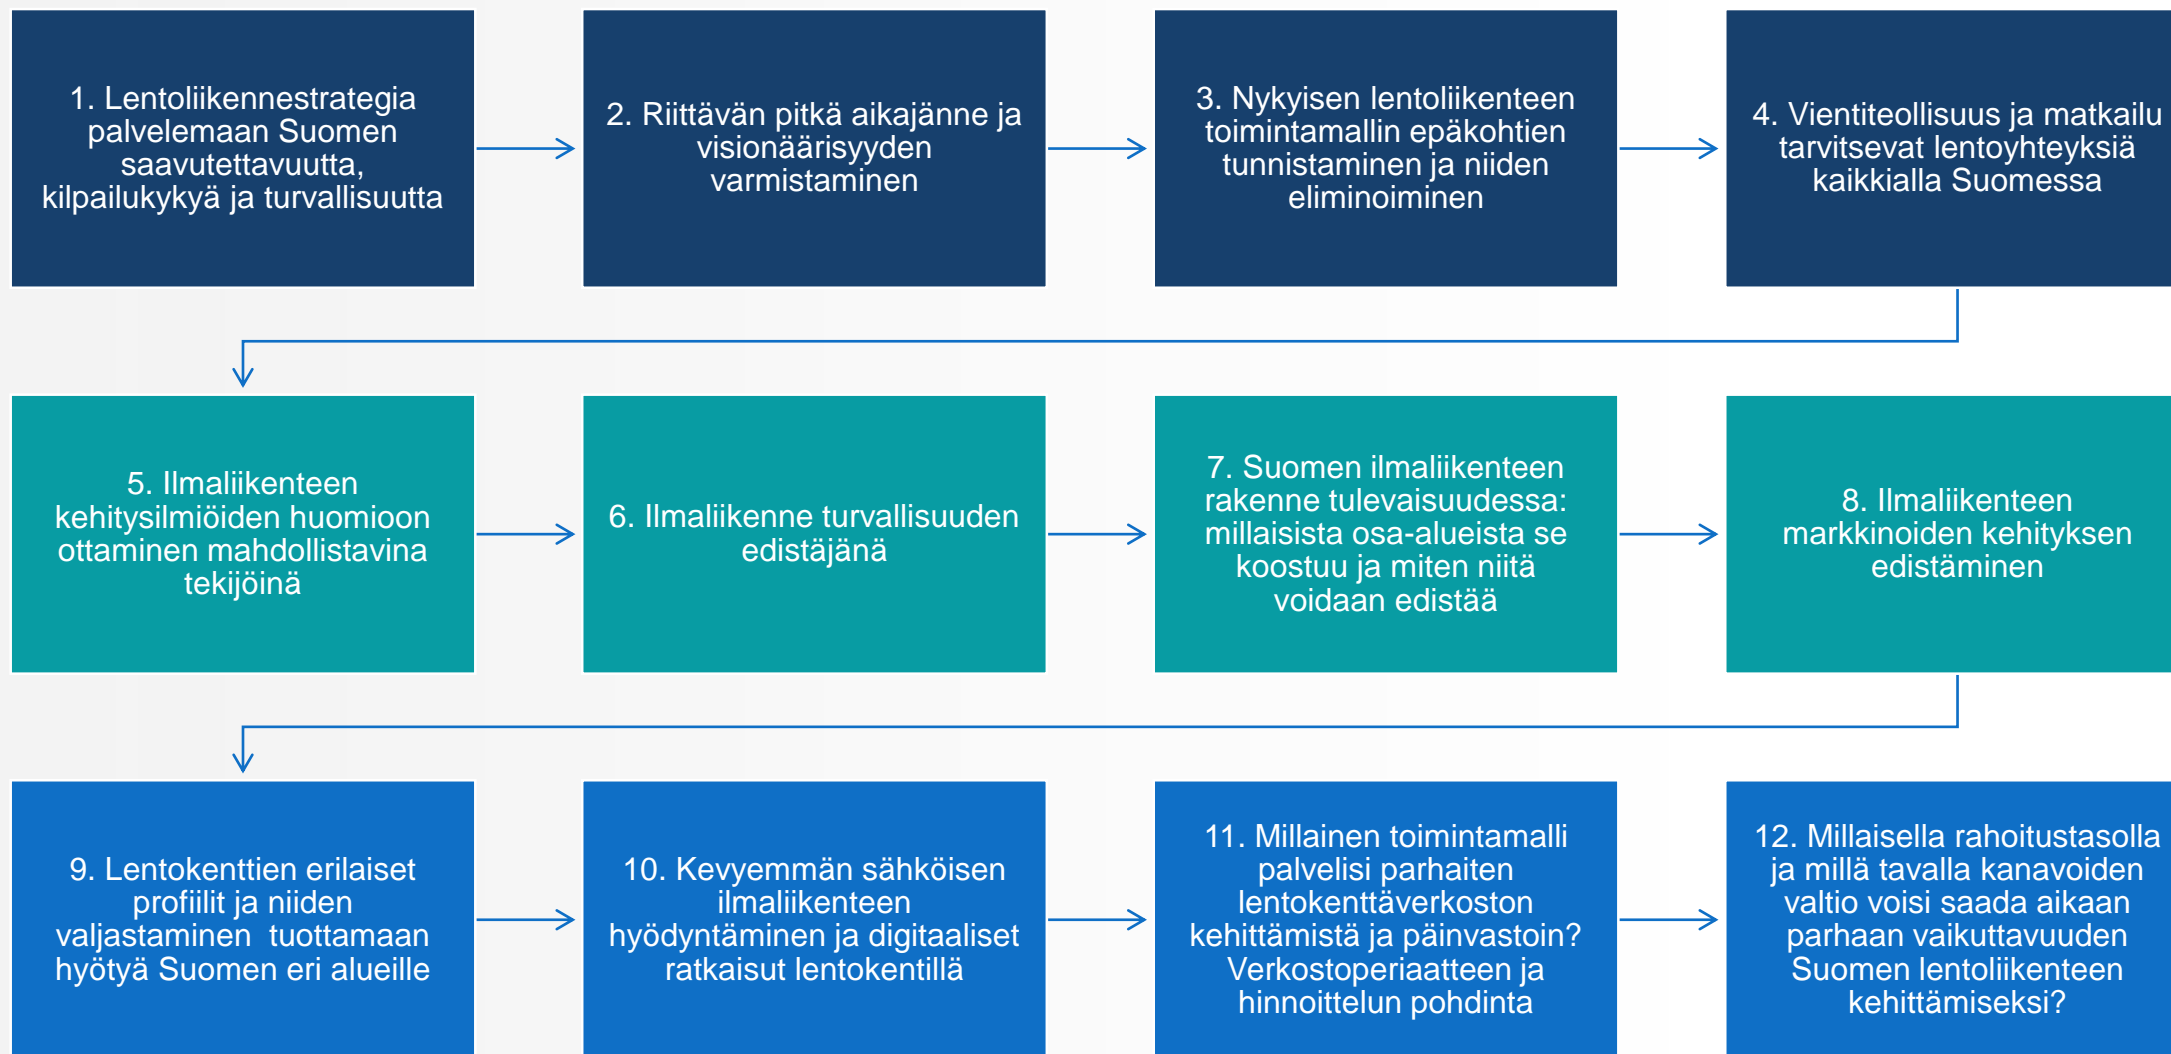 1. Lentoliikennestrategia
palvelemaan Suomen
saavutettavuutta,
kilpailukykyä ja turvallisuutta
2. Riittävän pitkä aikajänne ja
visionäärisyyden
varmistaminen
3. Nykyisen lentoliikenteen
toimintamallin epäkohtien
tunnistaminen ja niiden
eliminoiminen
4. Vientiteollisuus ja matkailu
tarvitsevat lentoyhteyksiä
kaikkialla Suomessa
5. Ilmaliikenteen
kehitysilmiöiden huomioon
ottaminen mahdollistavina
tekijöinä
6. Ilmaliikenne turvallisuuden
edistäjänä
7. Suomen ilmaliikenteen
rakenne tulevaisuudessa:
millaisista osa-alueista se
koostuu ja miten niitä
voidaan edistää
8. Ilmaliikenteen
markkinoiden kehityksen
edistäminen
9. Lentokenttien erilaiset
profiilit ja niiden
valjastaminen tuottamaan
hyötyä Suomen eri alueille
10. Kevyemmän sähköisen
ilmaliikenteen
hyödyntäminen ja digitaaliset
ratkaisut lentokentillä
11. Millainen toimintamalli
palvelisi parhaiten
lentokenttäverkoston
kehittämistä ja päinvastoin?
Verkostoperiaatteen ja
hinnoittelun pohdinta
12. Millaisella rahoitustasolla
ja millä tavalla kanavoiden
valtio voisi saada aikaan
parhaan vaikuttavuuden
Suomen lentoliikenteen
kehittämiseksi?